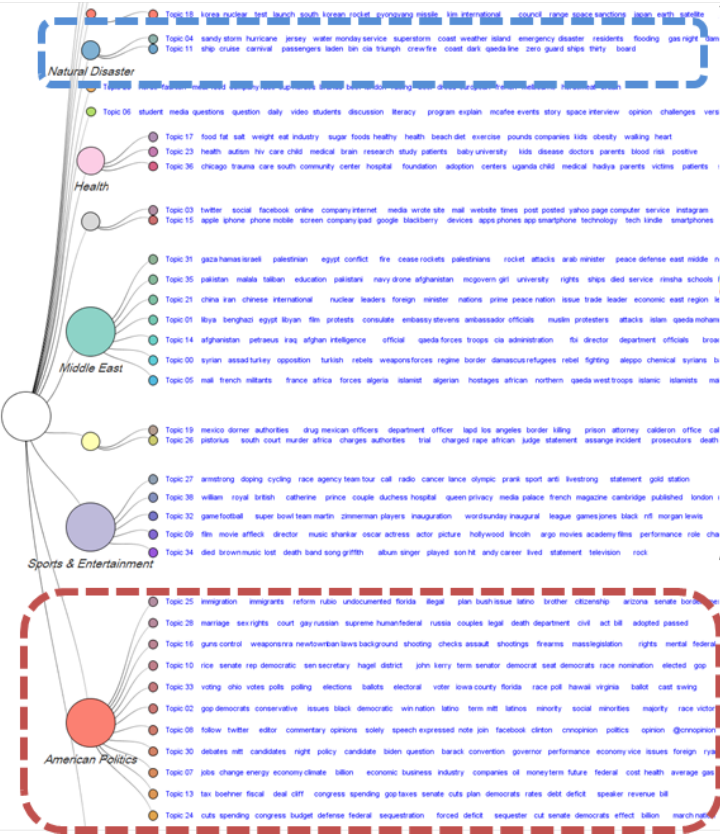 Topic 18 korea nuclear test launch south korean rocket pyongyang missile kim international council range space sanctions japan earth satellite
Topic 04 sandy storm hurricane jersey water monday service superstorm coast weather island emergency disaster residents flooding gas night dam
Topic 11 ship cruise carnival passengers laden bin cia triumph crew fire coast dark qaeda line zero guard ships thirty board
Natural Disaster
Topic 06 student media questions question daily video students discussion literacy program explain mcafee events story space interview opinion challenges vers
Topic 17 food fat salt weight eat industry sugar foods healthy health beach diet exercise pounds companies kids obesity walking heart
Topic 23 health autism hiv care child medical brain research study patients baby university kids disease doctors parents blood risk positive
Topic 36 chicago trauma care south community center hospital foundation adoption centers uganda child medical hadiya parents victims patients
Health
Topic 03 twitter social facebook online company internet media wrote site mail website times post posted yahoo page computer service instagram
Topic 15 apple iphone phone mobile screen company ipad google blackberry devices apps phones app smartphone technology tech kindle smartphones
Topic 31 gaza hamas israeli palestinian egypt conflict fire cease rockets palestinians rocket attacks arab minister peace defense east middle n
Topic 35 pakistan malala taliban education pakistani navy drone afghanistan mcgovern girl university rights ships died service rimsha schools
Topic 21 china iran chinese international nuclear leaders foreign minister nations prime peace nation issue trade leader economic east region le
Topic 01 libya benghazi egypt libyan film protests consulate embassy stevens ambassador officials muslim protesters attacks islam qaeda moham
Topic 14 afghanistan petraeus iraq afghan intelligence official qaeda forces troops cia administration fbi director department officials broa
Topic 00 syrian assad turkey opposition turkish rebels weapons forces regime border damascus refugees rebel fighting aleppo chemical syrians b
Middle East
Topic 05 mali french militants france africa forces algeria islamist algerian hostages african northern qaeda west troops islamic islamists ma
Topic 19 mexico dorner authorities drug mexican officers department officer lapd los angeles border killing prison attorney calderon office cal
Topic 26 pistorius south court murder africa charges authorities trial charged rape african judge statement assange incident prosecutors death
Topic 27 armstrong doping cycling race agency team tour call radio cancer lance olympic prank sport anti livestrong statement gold station
Topic 38 william royal british catherine prince couple duchess hospital queen privacy media palace french magazine cambridge published london
Topic 32 game football super bowl team martin zimmerman players inauguration words unday inaugural league games jones black nfl morgan lewis
Topic 09 film movie affleck director music shankar oscar actress actor picture hollywood lincoln argo movies academy films performance role cha
Topic 34 died brown music lost death band song griffith album singer played son hit andy career lived statement television rock
Sports & Entertainment
Topic 25 immigration immigrants reform rubio undocumented florida illegal plan bush issue latino brother citizenship arizona senate border
Topic 28 marriage sex rights court gay russian supreme human federal russia couples legal death department civil act bill adopted passed
Topic 16 guns control weapons nra newtown ban laws background shooting checks assault shootings firearms mass legislation rights mental federal
Topic 10 rice senate rep democratic sen secretary hagel district john kerry term senator democrat seat democrats race nomination elected gop
Topic 33 voting ohio votes polls polling elections ballots electoral voter iowa county florida race poll hawaii virginia ballot cast swing
Topic 02 gop democrats conservative issues black democratic win nation latino term mitt latinos minority social minorities majority race victor
Topic 08 follow twitter editor commentary opinions solely speech expressed note join facebook clinton cnnopinion politics opinion @cnnopinion
Topic 30 debates mitt candidates night policy candidate biden question barack convention governor performance economy vice issues foreign rya
American Politics
Topic 07 jobs change energy economy climate billion economic business industry companies oil money term future federal cost health average gas
Topic 13 tax boehner fiscal deal cliff congress spending gop taxes senate cuts plan democrats rates debt deficit speaker revenue bill
Topic 24 cuts spending congress budget defense federal sequestration forced deficit sequester cut senate democrats effect billion march